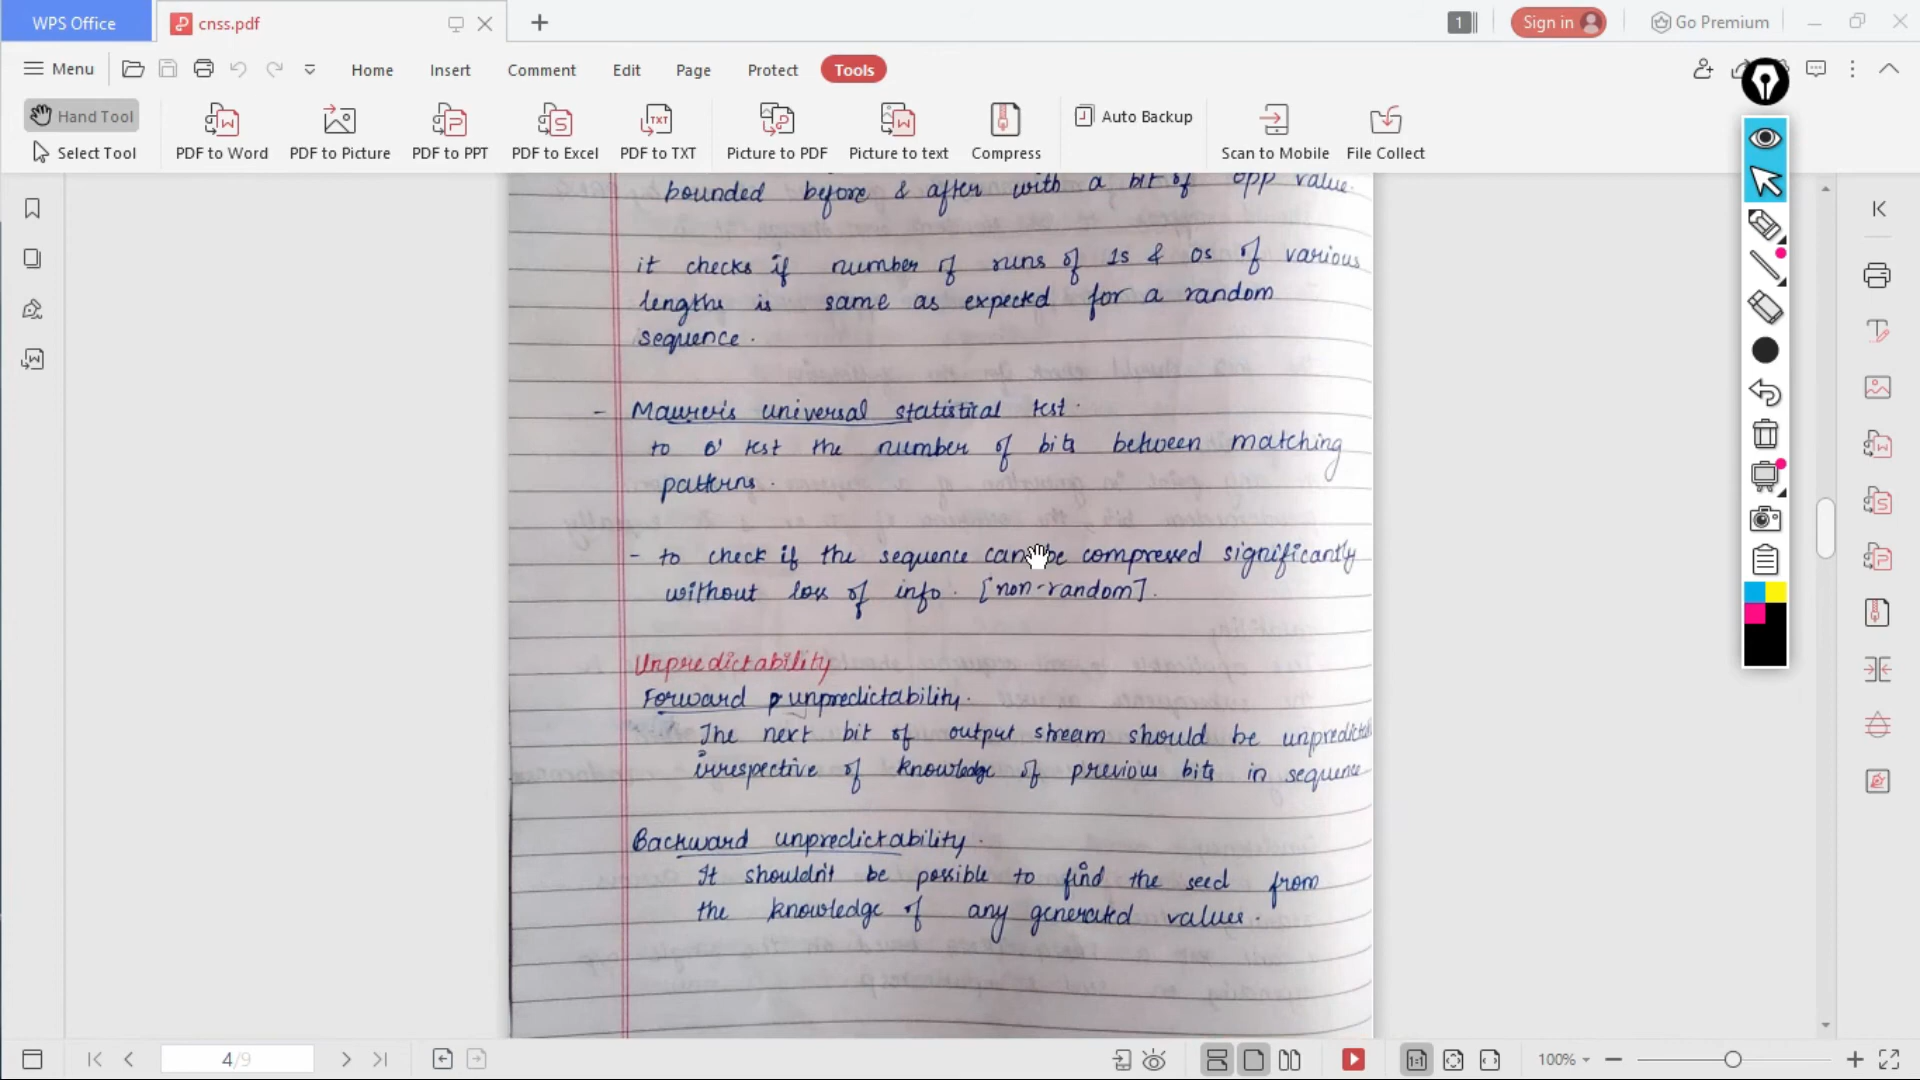 WPS Office
cnss.pdf
1
Sign in
Go Premium
Menu
Home
Insert
Comment
Edit
Page
Protect
Tools
Hand Tool
Select Tool
PDF to Word
PDF to Picture
PDF to PPT
PDF to Excel
PDF to TXT
Picture to PDF
Picture to text
Compress
Auto Backup
Scan to Mobile
File Collect
bounded before & after with a bit of opp value.
it checks if number of runs of 1s & 0s of various
lengths is same as expected for a random
sequence.
- Maurer's universal statistical test.
to test the number of bits between matching
patterns.
- to check if the sequence can be compressed significantly
without loss of info. [non-random].
Unpredictability
Forward unpredictability.
The next bit of output stream should be
irrespective of knowledge of previous bits in sequence
Backward unpredictability.
It shouldn't be possible to find the seed from
the knowledge of any generated values.
4/9
100%